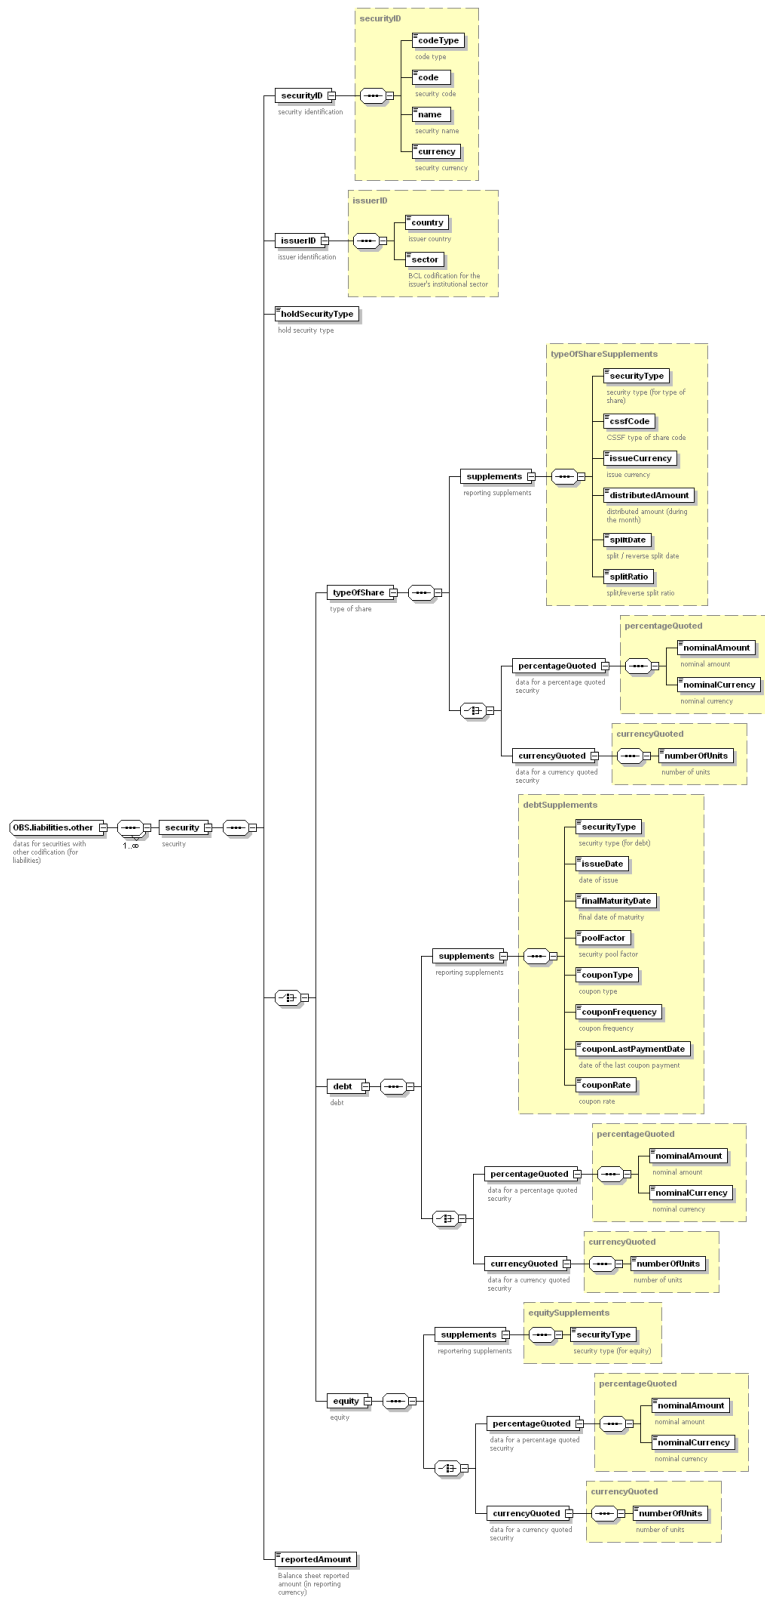 securityID
codeType
code type
code
security code
name
security name
currency
security currency
securityID
security identification
issuerID
country
issuer country
sector
BCL codification for the
issuer's institutional sector
issuerID
issuer identification
holdSecurityType
hold security type
typeOfShareSupplements
securityType
security type (for type of
share)
cssfCode
CSSF type of share code
issueCurrency
issue currency
distributedAmount
distributed amount (during
the month)
splitDate
split / reverse split date
splitRatio
split/reverse split ratio
supplements
reporting supplements
typeOfShare
type of share
percentageQuoted
nominalAmount
nominal amount
nominalCurrency
nominal currency
percentageQuoted
data for a percentage quoted
security
currencyQuoted
numberOfUnits
number of units
currencyQuoted
data for a currency quoted
security
OBS.liabilities.other
datas for securities with
other codification (for
liabilities)
1..∞
security
security
debtSupplements
securityType
security type (for debt)
issueDate
date of issue
finalMaturityDate
final date of maturity
poolFactor
security pool factor
couponType
coupon type
couponFrequency
coupon frequency
couponLastPaymentDate
date of the last coupon payment
couponRate
coupon rate
supplements
reporting supplements
debt
debt
percentageQuoted
nominalAmount
nominal amount
nominalCurrency
nominal currency
percentageQuoted
data for a percentage quoted
security
currencyQuoted
numberOfUnits
number of units
currencyQuoted
data for a currency quoted
security
equitySupplements
securityType
security type (for equity)
supplements
reportering supplements
equity
equity
percentageQuoted
nominalAmount
nominal amount
nominalCurrency
nominal currency
percentageQuoted
data for a percentage quoted
security
currencyQuoted
numberOfUnits
number of units
currencyQuoted
data for a currency quoted
security
reportedAmount
Balance sheet reported
amount (in reporting
currency)